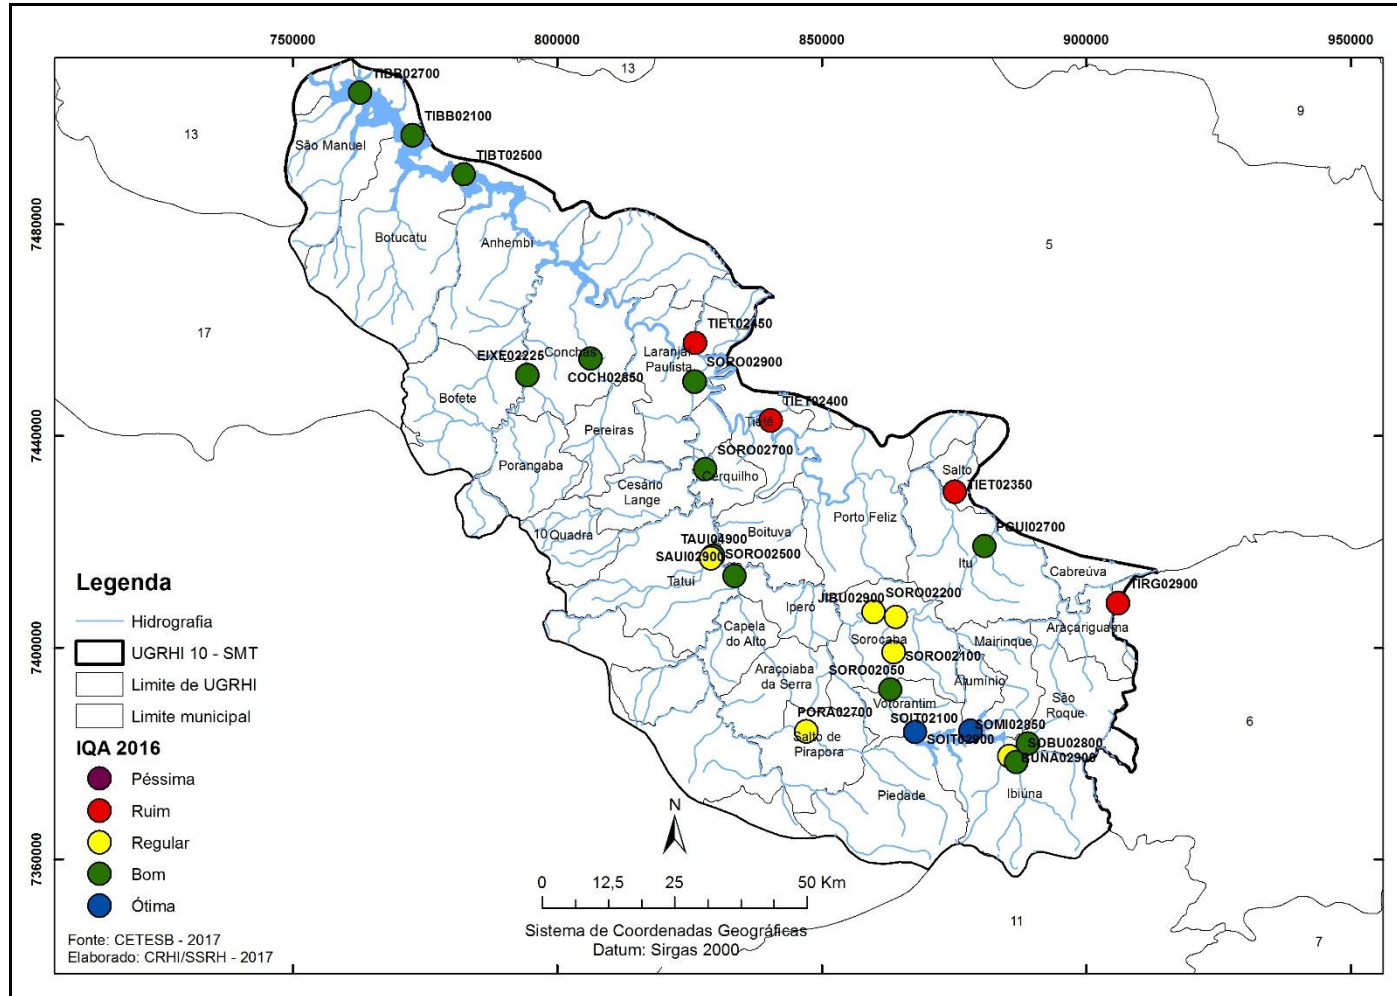 750000 800000 850000 900000 950000
13
TIBB02700
9
TIBB02100
13
São Manuel
TIBT02500
7480000
7480000
Botucatu
Anhembi
5
17
TIET02450
EIXE02225
Conchas
Laranjal
Paulista
SORO02900
COCH02850
Bofete
TIET02400
Tietê
7440000
7440000
Pereiras
SORO02700
Porangaba
Cerquilho
Salto
Cesário
Lange
TIET02350
Porto Feliz
PGUI02700
10
Quadra
Boituva
TAUI04900
SAUI02900
SORO02500
Itu
Cabreúva
Tatuí
TIRG02900
JIBU02900
SORO02200
Iperó
Capela
do Alto
Sorocaba
Mairinque
Araçariguama
7400000
7400000
SORO02100
Araçoiaba
da Serra
SORO02050
Alumínio
São
Roque
Votorantim
PORA02700
SOIT02100
SOMI02850
6
Salto de
Pirapora
SOIT02900
SOBU02800
BUNA02900
Piedade
Ibiúna
7360000
7360000
11
7
Legenda
Hidrografia
UGRHI 10 - SMT
Limite de UGRHI
Limite municipal
IQA 2016
Péssima
Ruim
Regular
Bom
Ótima
Fonte: CETESB - 2017
Elaborado: CRHI/SSRH - 2017
N
0 12,5 25 50 Km
Sistema de Coordenadas Geográficas
Datum: Sirgas 2000